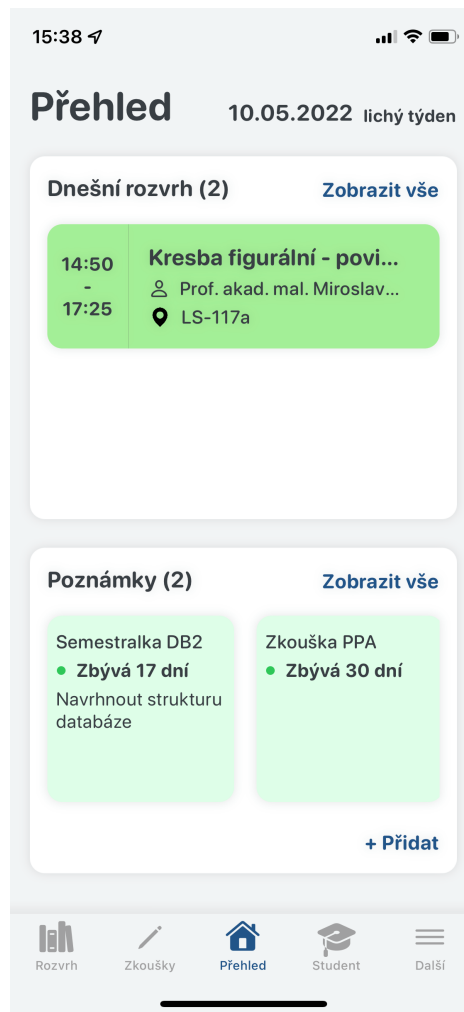 15:38
Přehled 10.05.2022 lichý týden
Dnešní rozvrh (2) Zobrazit vše
14:50 - 17:25
Kresba figurální - povi...
Prof. akad. mal. Miroslav...
LS-117a
Poznámky (2) Zobrazit vše
Semestralka DB2
Zbývá 17 dní
Navrhnout strukturu
databáze
Zkouška PPA
Zbývá 30 dní
+ Přidat
Rozvrh Zkoušky Přehled Student Další